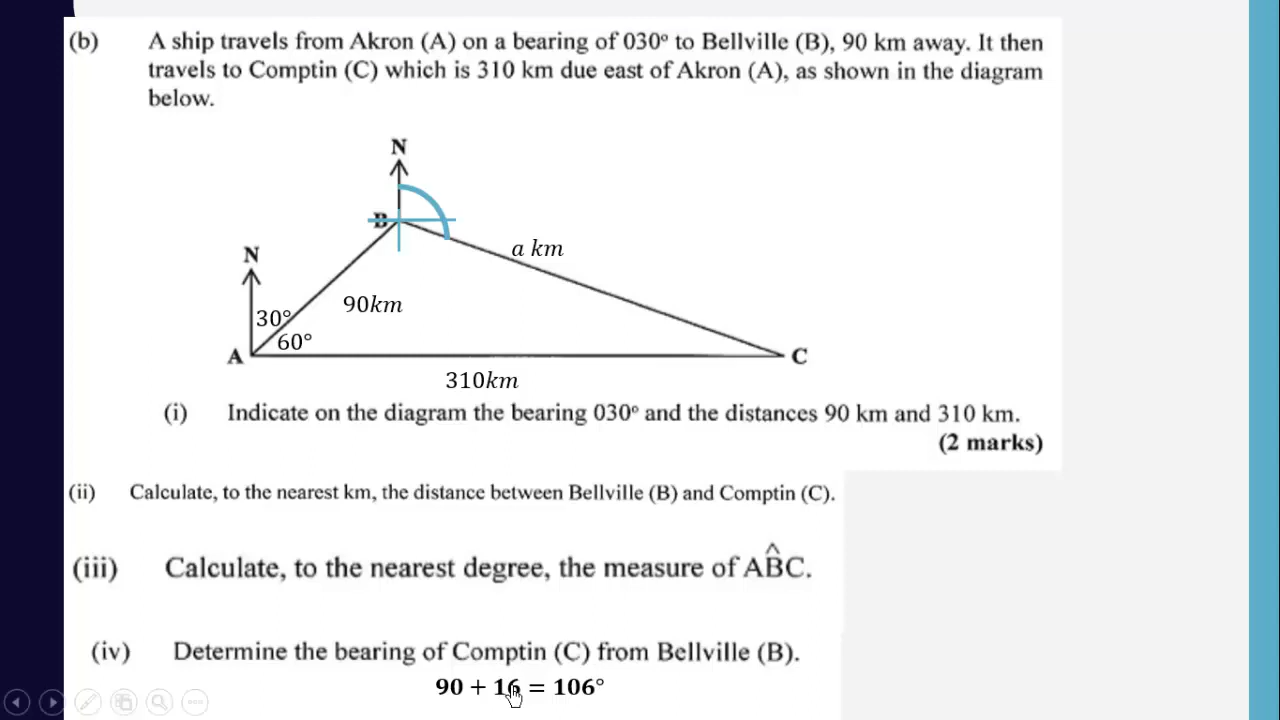 (b) A ship travels from Akron (A) on a bearing of 030° to Bellville (B), 90 km away. It then
travels to Comptin (C) which is 310 km due east of Akron (A), as shown in the diagram
below.
N
B
a km
N
90km
30°
60°
A
C
310km
(i) Indicate on the diagram the bearing 030° and the distances 90 km and 310 km.
(2 marks)
(ii) Calculate, to the nearest km, the distance between Bellville (B) and Comptin (C).
(iii) Calculate, to the nearest degree, the measure of AB̂C.
(iv) Determine the bearing of Comptin (C) from Bellville (B).
90 + 16 = 106°